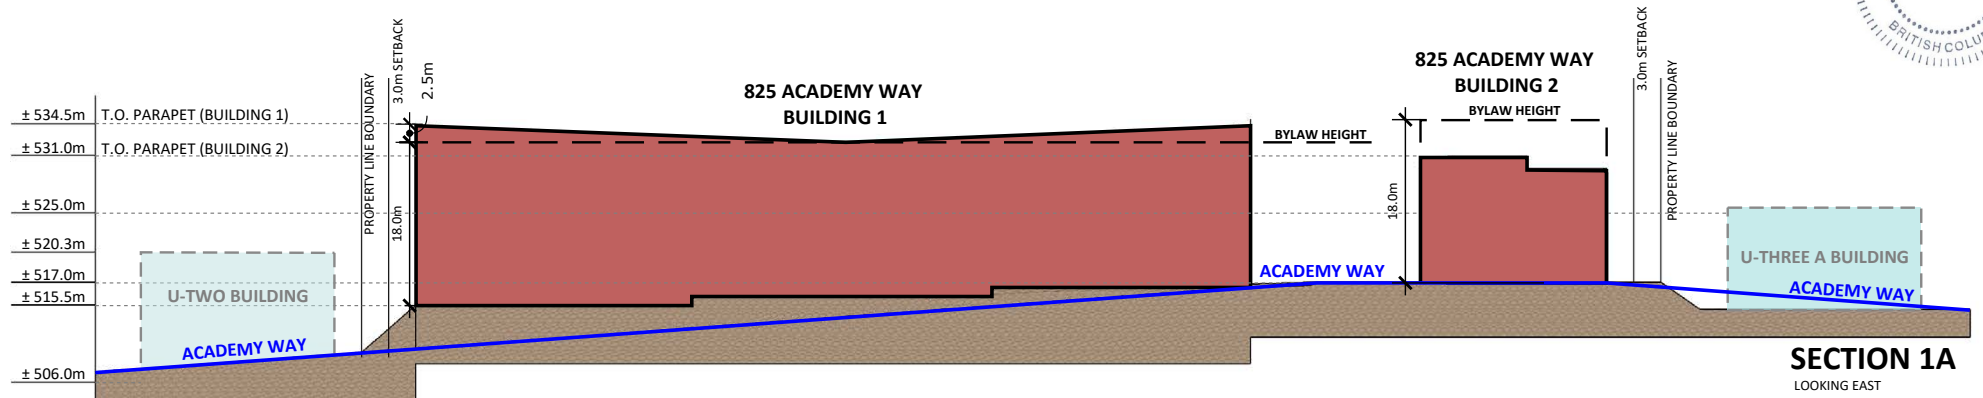 BRITISH COLU
± 534.5m T.O. PARAPET (BUILDING 1)
± 531.0m T.O. PARAPET (BUILDING 2)
± 525.0m
± 520.3m
± 517.0m
± 515.5m
± 506.0m
U-TWO BUILDING
ACADEMY WAY
PROPERTY LINE BOUNDARY
3.0m SETBACK
2.5m
18.0m
825 ACADEMY WAY
BUILDING 1
BYLAW HEIGHT
ACADEMY WAY
18.0m
825 ACADEMY WAY
BUILDING 2
BYLAW HEIGHT
3.0m SETBACK
PROPERTY LINE BOUNDARY
U-THREE A BUILDING
ACADEMY WAY
SECTION 1A
LOOKING EAST